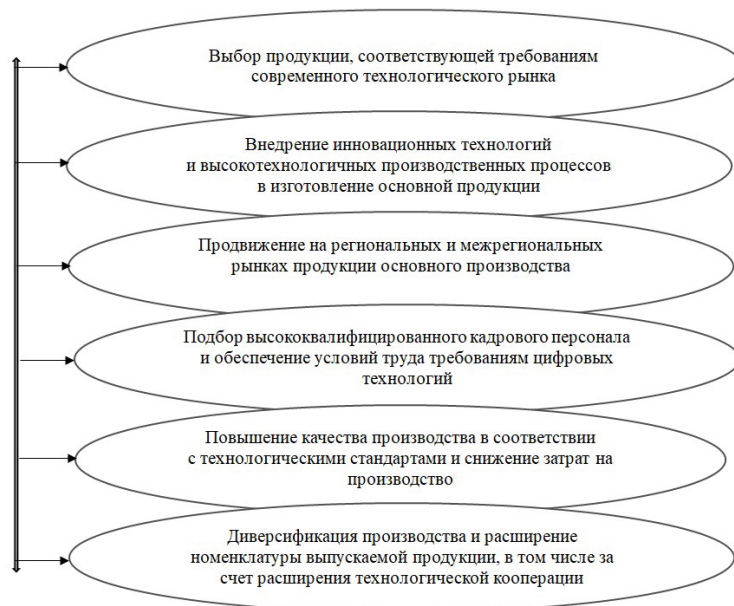 Выбор продукции, соответствующей требованиям
современного технологического рынка
Внедрение инновационных технологий
и высокотехнологичных производственных процессов
в изготовление основной продукции
Продвижение на региональных и межрегиональных
рынках продукции основного производства
Подбор высококвалифицированного кадрового персонала
и обеспечение условий труда требованиям цифровых
технологий
Повышение качества производства в соответствии
с технологическими стандартами и снижение затрат на
производство
Диверсификация производства и расширение
номенклатуры выпускаемой продукции, в том числе за
счет расширения технологической кооперации